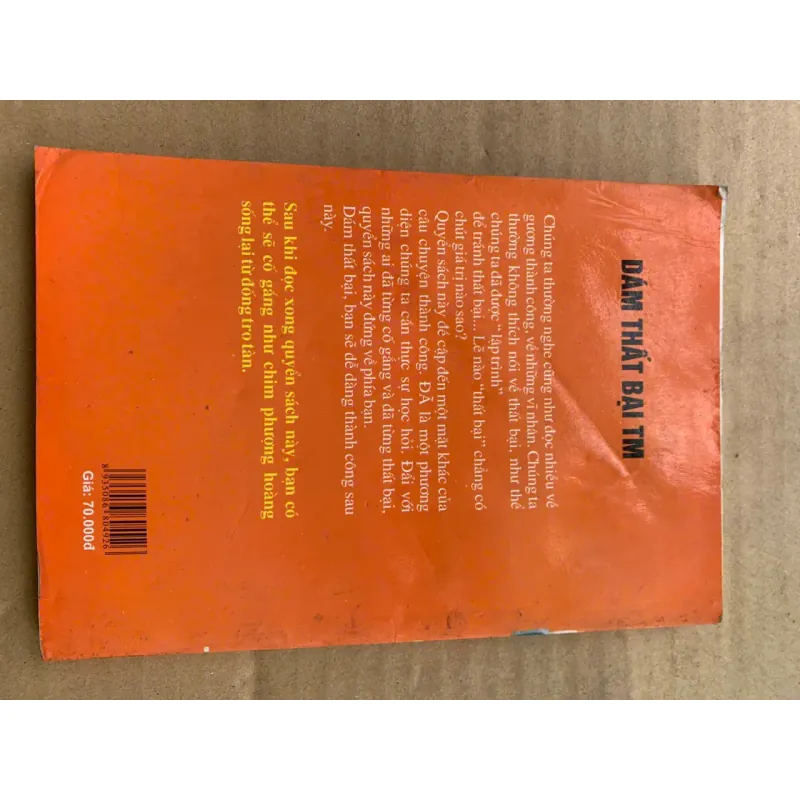 DÁM THẤT BẠI TM
Chúng ta thường nghe cũng như đọc nhiều về
gương thành công, về những vĩ nhân. Chúng ta
thường không thích nói về thất bại, như thể
chúng ta đã được “ lập trình”
để tránh thất bại... Lẽ nào “thất bại” chẳng có
chút giá trị nào sao?
Quyển sách này đề cập đến một mặt khác của
câu chuyện thành công. ĐÃ là một phương
diện chúng ta cần thực sự học hỏi. Đối với
những ai đã từng cố gắng và đã từng thất bại,
quyển sách này đứng về phía bạn.
Dám thất bại, bạn sẽ dễ dàng thành công sau
này.
Sau khi đọc xong quyển sách này, bạn có
thể sẽ cố gắng như chim phượng hoàng
sống lại từ đống tro tàn.
8935086804926
Giá: 70.000đ